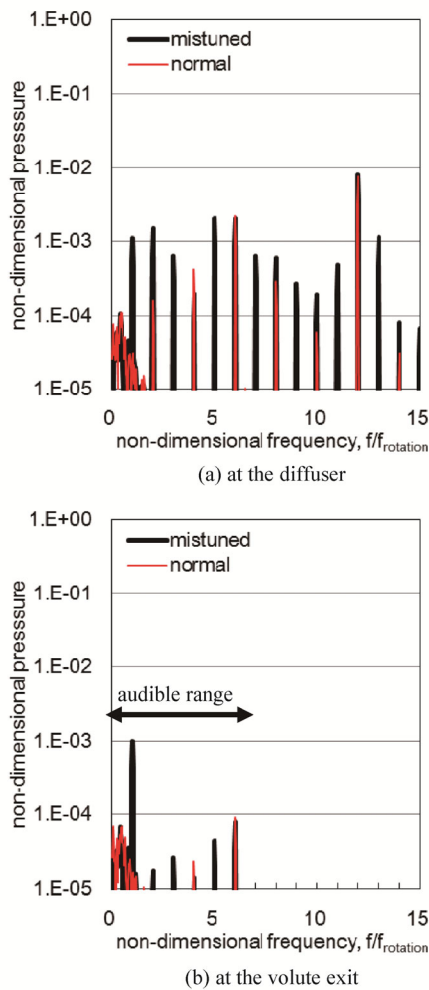 1.E+00
mistuned
normal
1.E-01
1.E-02
1.E-03
1.E-04
1.E-05
non-dimensional presssure
0 5 10 15
non-dimensional frequency, f/frotation
(a) at the diffuser
1.E+00
mistuned
normal
1.E-01
1.E-02
audible range
1.E-03
1.E-04
1.E-05
non-dimensional presssure
0 5 10 15
non-dimensional frequency, f/frotation
(b) at the volute exit